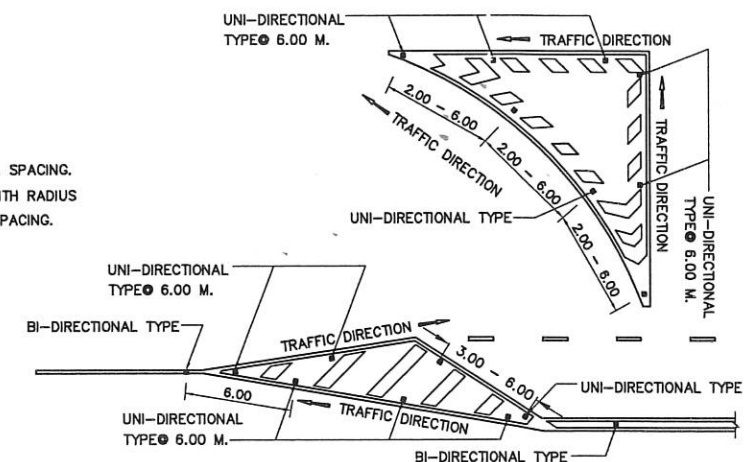 UNI-DIRECTIONAL
TYPE@ 6.00 M.
TRAFFIC DIRECTION
2.00 - 6.00
TRAFFIC DIRECTION
2.00 - 6.00
TRAFFIC DIRECTION
UNI-DIRECTIONAL
TYPE@ 6.00 M.
SPACING.
TH RADIUS
PACING.
UNI-DIRECTIONAL TYPE
2.00 - 6.00
UNI-DIRECTIONAL
TYPE@ 6.00 M.
BI-DIRECTIONAL TYPE
TRAFFIC DIRECTION
3.00 - 6.00
6.00
UNI-DIRECTIONAL TYPE
UNI-DIRECTIONAL
TYPE@ 6.00 M.
TRAFFIC DIRECTION
BI-DIRECTIONAL TYPE